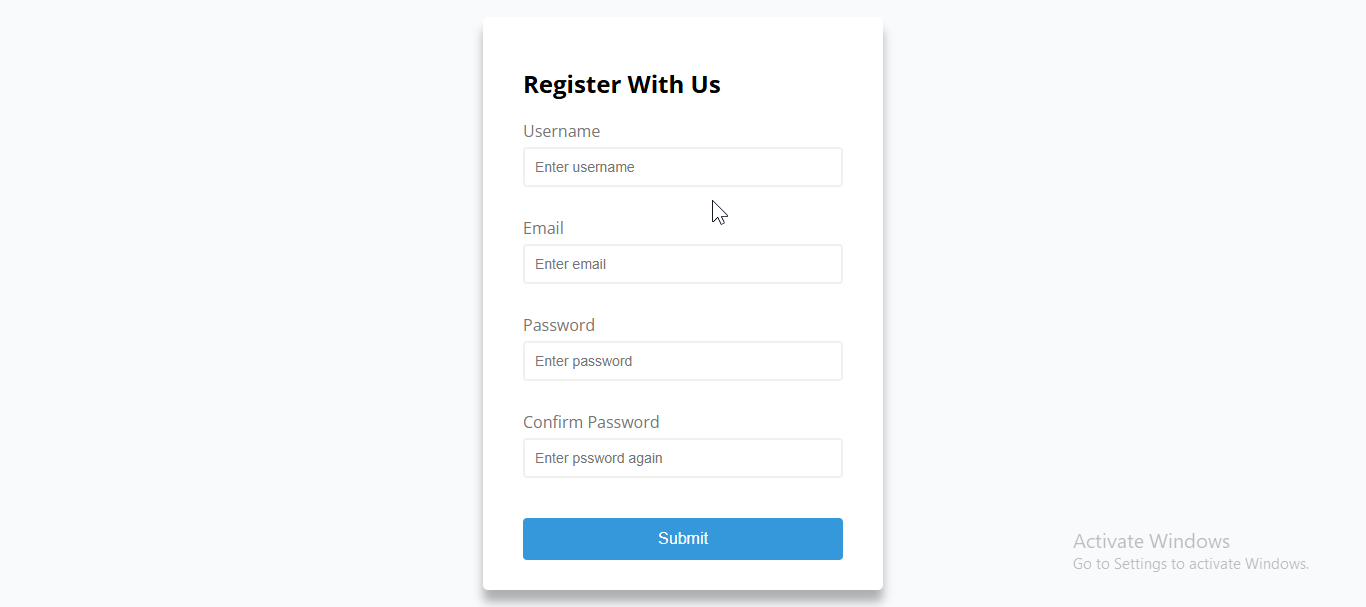 Register With Us
Username
Enter username
Email
Enter email
Password
Enter password
Confirm Password
Enter pssword again
Submit
Activate Windows
Go to Settings to activate Windows.